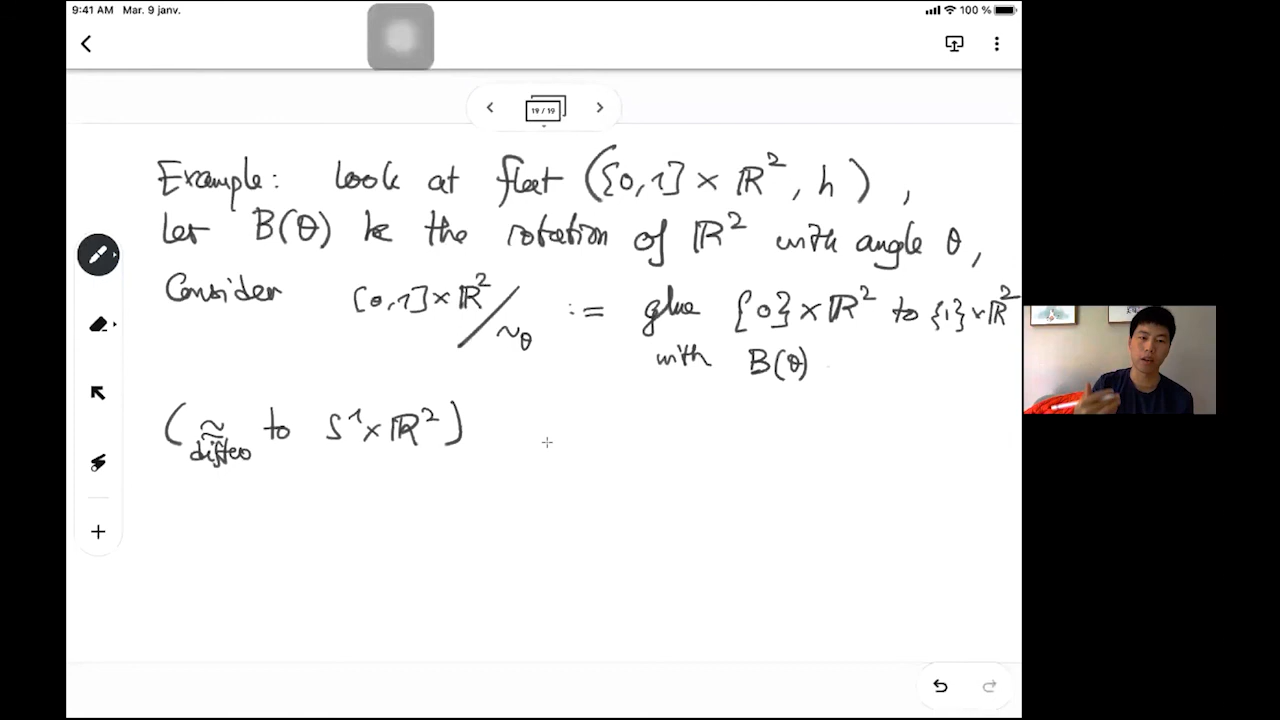 9:41 AM Mar. 9 janv. 100 %
19 / 19
Example: look at flat ({0,1] × ℝ², h),
Let B(θ) be the rotation of ℝ² with angle θ,
Consider [0,1] × ℝ² / ~θ := glue {0} × ℝ² to {1} × ℝ²
with B(θ)
(≈ to S¹ × ℝ²)
diffeo